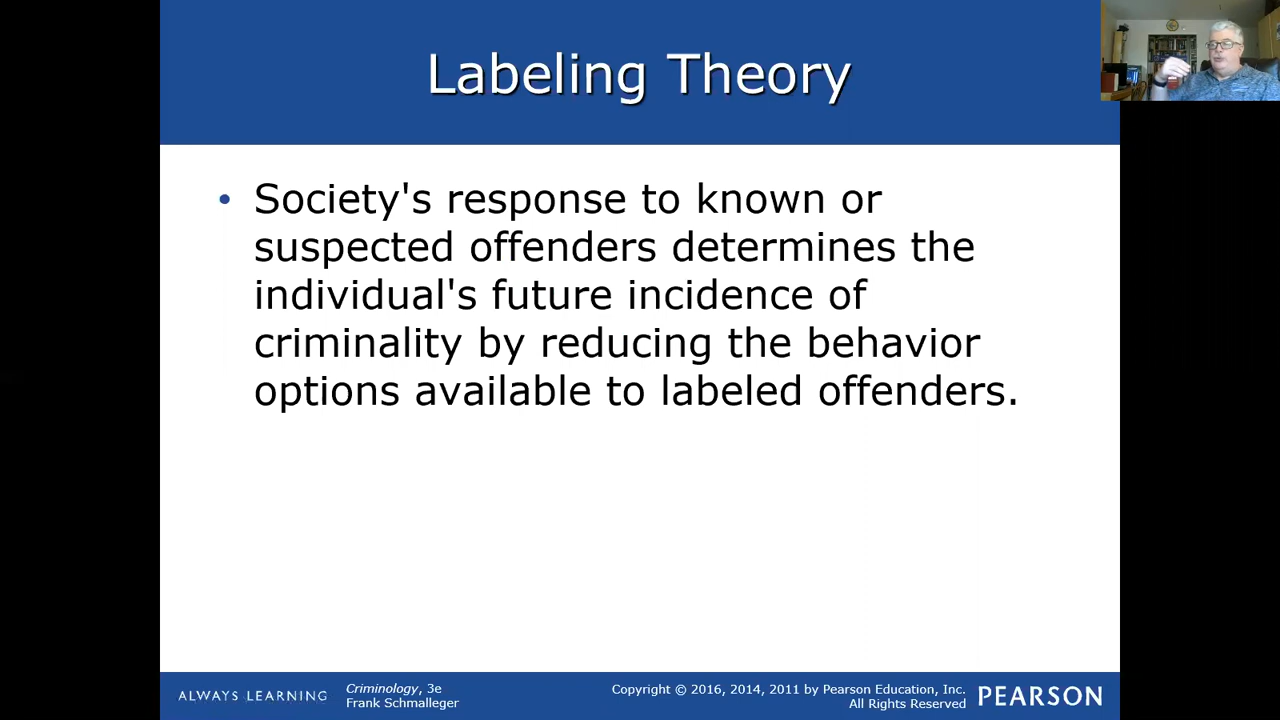 Labeling Theory
• Society's response to known or
suspected offenders determines the
individual's future incidence of
criminality by reducing the behavior
options available to labeled offenders.
ALWAYS LEARNING
Criminology, 3e
Frank Schmalleger
Copyright © 2016, 2014, 2011 by Pearson Education, Inc.
All Rights Reserved
PEARSON